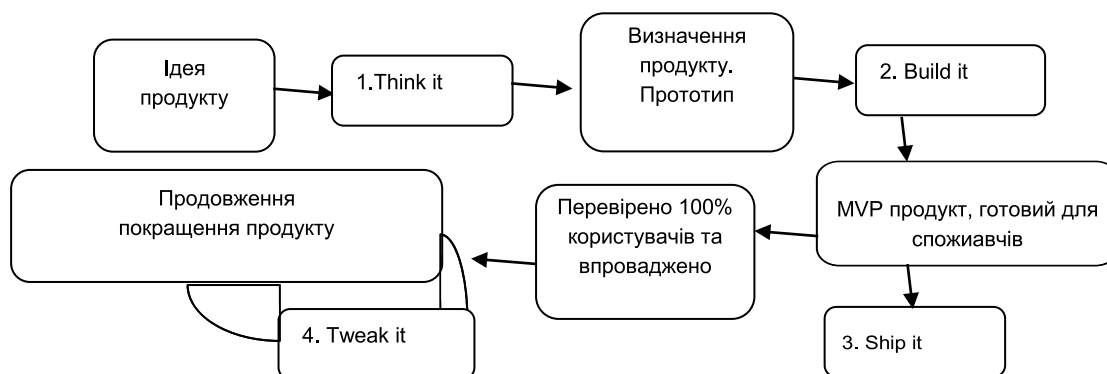 Ідея
продукту
1.Think it
Визначення
продукту.
Прототип
2. Build it
MVP продукт, готовий для
спожиавчів
3. Ship it
Перевірено 100%
користувачів та
впроваджено
4. Tweak it
Продовження
покращення продукту